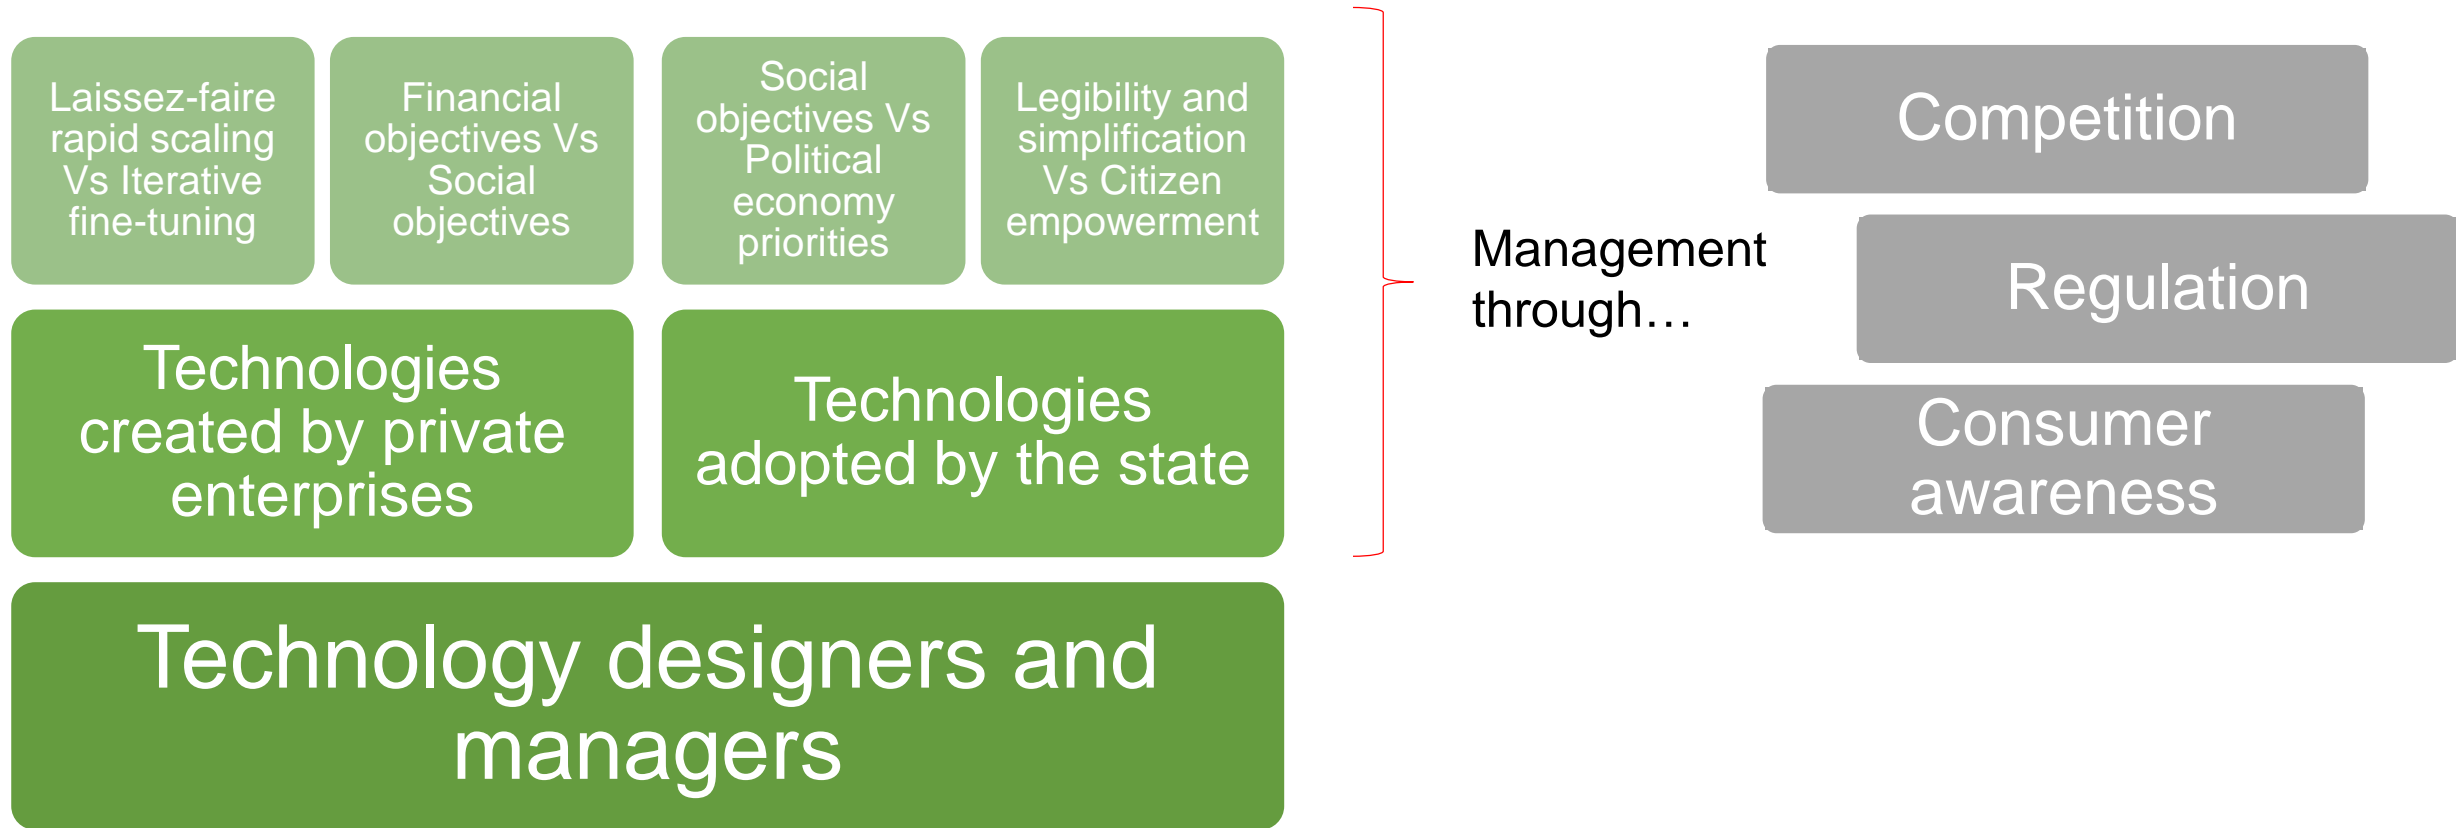 Laissez-faire
rapid scaling
Vs Iterative
fine-tuning
Financial
objectives Vs
Social
objectives
Social
objectives Vs
Political
economy
priorities
Legibility and
simplification
Vs Citizen
empowerment
Technologies
created by private
enterprises
Technologies
adopted by the state
Technology designers and
managers
Management
through…
Competition
Regulation
Consumer
awareness